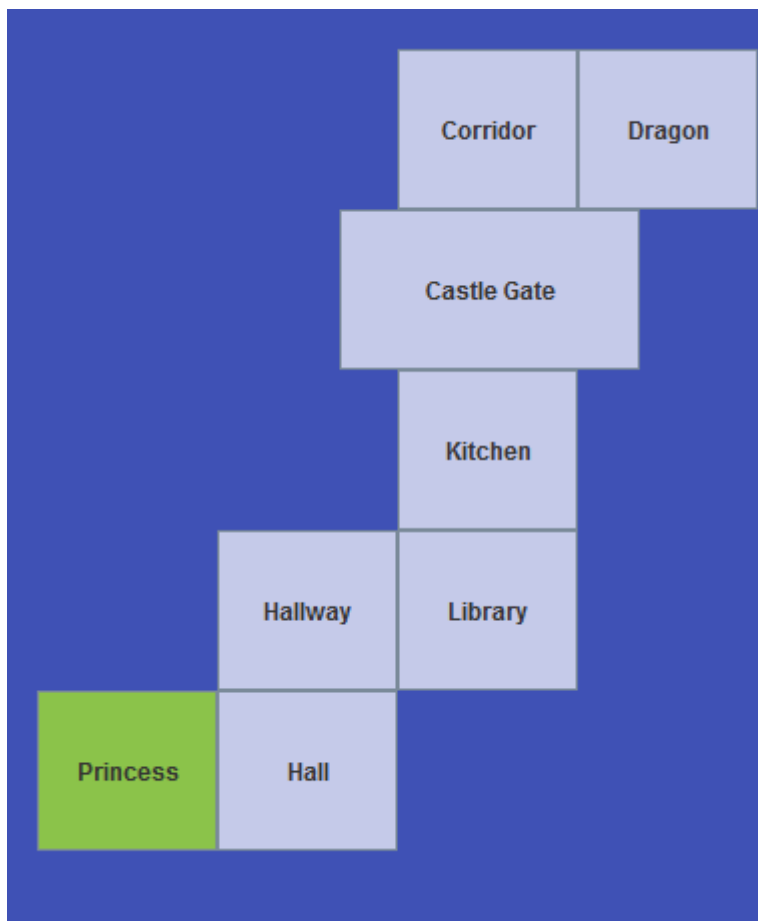 Corridor
Dragon
Castle Gate
Kitchen
Hallway
Library
Princess
Hall